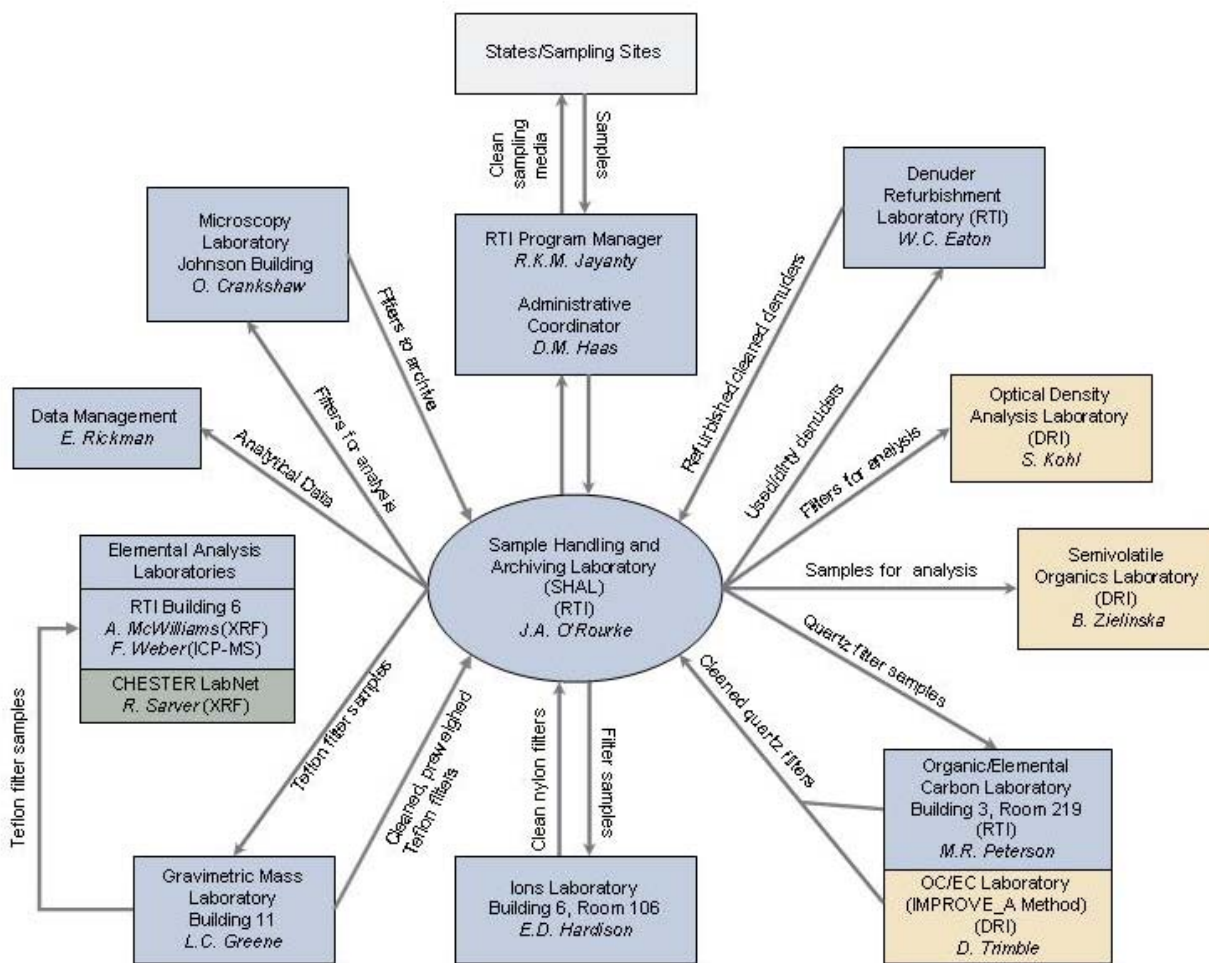 States/Sampling Sites
Clean
sampling
media
Samples
Microscopy
Laboratory
Johnson Building
O. Crankshaw
RTI Program Manager
R.K.M. Jayanty
Administrative
Coordinator
D.M. Haas
Denuder
Refurbishment
Laboratory (RTI)
W.C. Eaton
Filters to archive
Filters for analysis
Refurbished cleaned denuders
Used/dirty denuders
Data Management
E. Rickman
Analytical Data
Optical Density
Analysis Laboratory
(DRI)
S. Kohl
Filters for analysis
Elemental Analysis
Laboratories
RTI Building 6
A. McWilliams (XRF)
F. Weber (ICP-MS)
CHESTER LabNet
R. Sarver (XRF)
Sample Handling and
Archiving Laboratory
(SHAL)
(RTI)
J.A. O'Rourke
Samples for analysis
Semivolatile
Organics Laboratory
(DRI)
B. Zielinska
Quartz filter samples
Cleaned quartz filters
Teflon filter samples
Teflon filter samples
Cleaned, preweighed
Teflon filters
Clean nylon filters
Filter samples
Gravimetric Mass
Laboratory
Building 11
L.C. Greene
Ions Laboratory
Building 6, Room 106
E.D. Hardison
Organic/Elemental
Carbon Laboratory
Building 3, Room 219
(RTI)
M.R. Peterson
OC/EC Laboratory
(IMPROVE_A Method)
(DRI)
D. Trimble